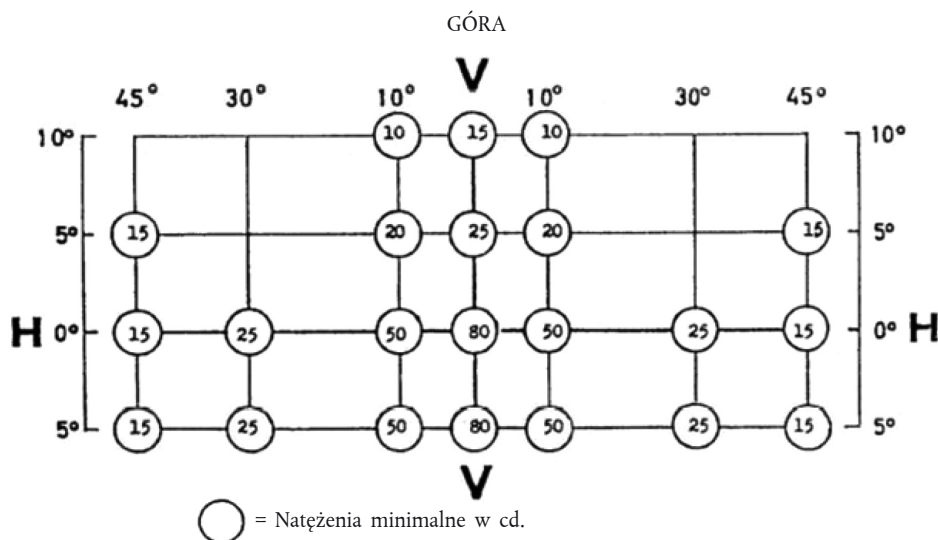 GÓRA
V
45° 30° 10° 10° 30° 45°
10° 10 15 10 10°
5° 15 20 25 20 15 5°
H 0° 15 25 50 80 50 25 15 0° H
5° 15 25 50 80 50 25 15 5°
V
= Natężenia minimalne w cd.